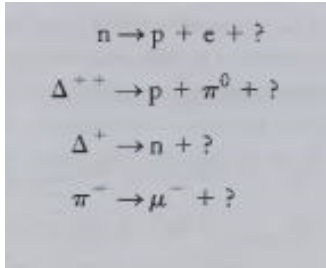 n → p + e + ?
Δ⁺⁺ → p + π⁰ + ?
Δ⁺ → n + ?
π⁻ → μ⁻ + ?